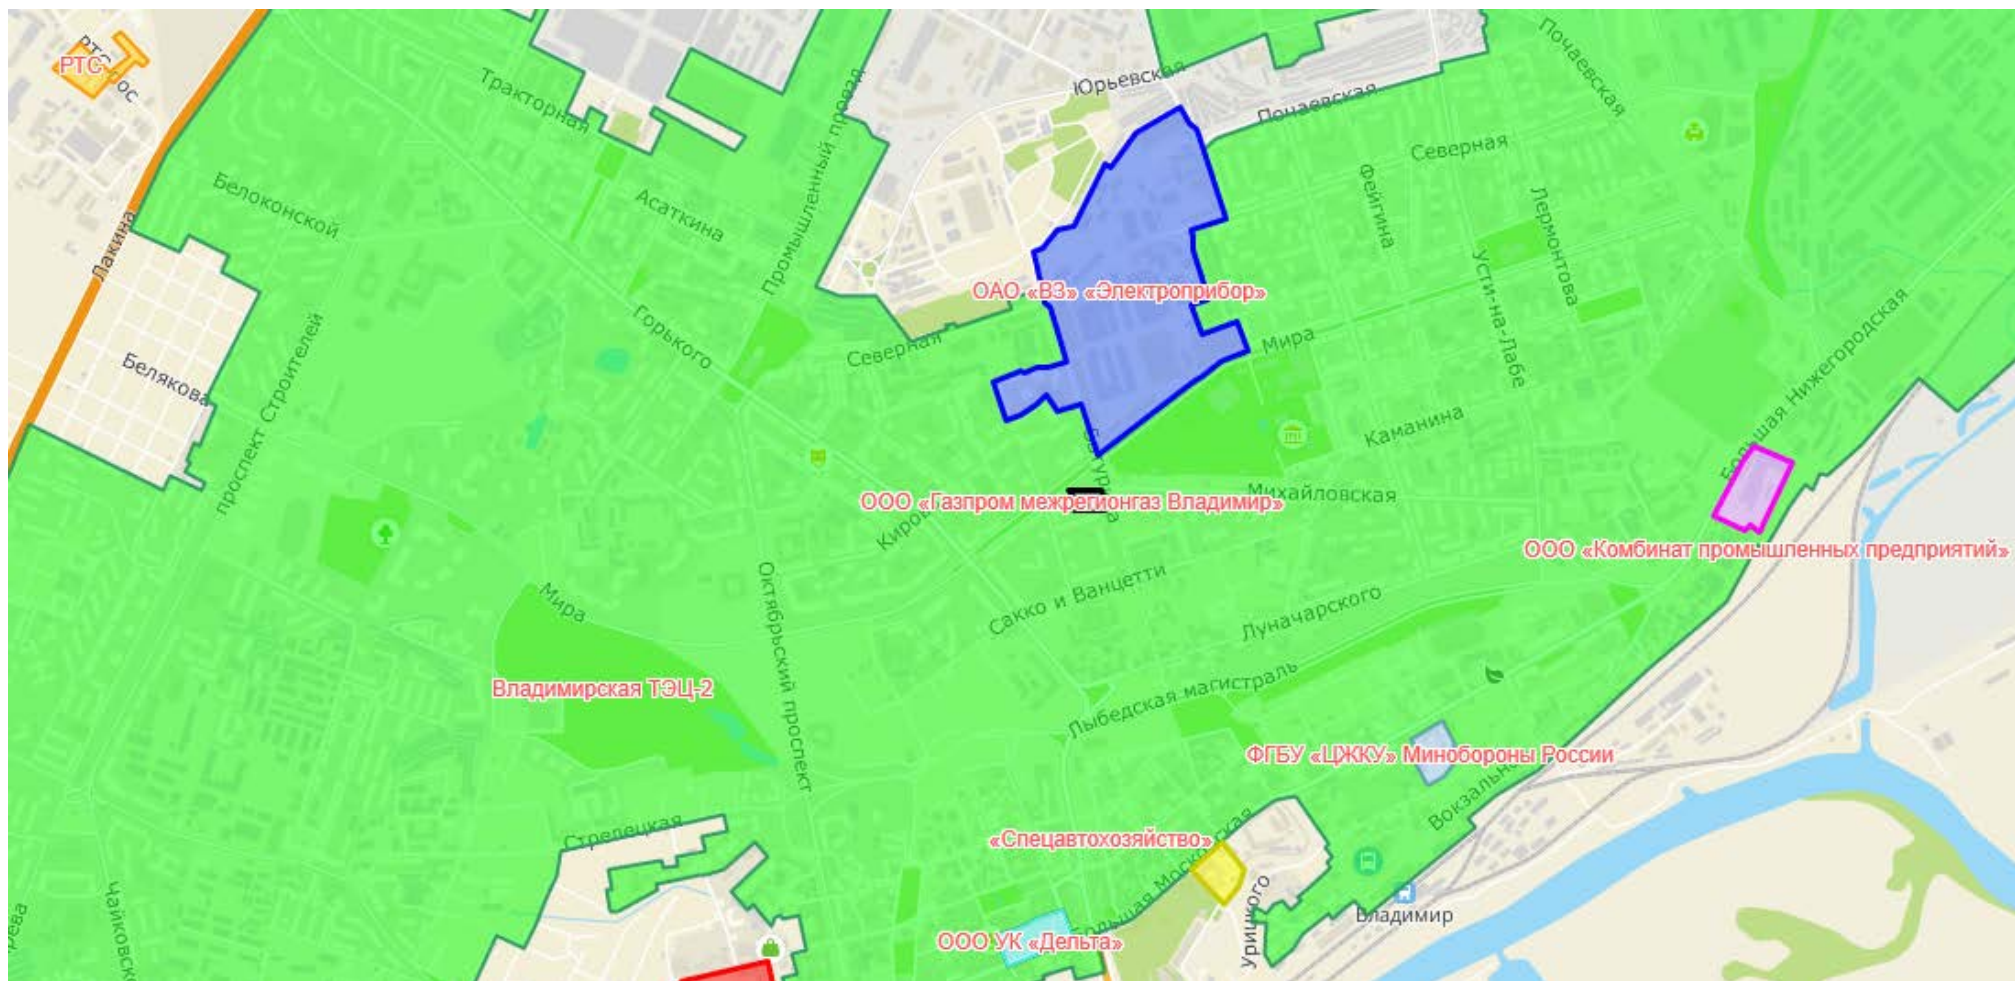 РТС
Юрьевская
Почаевская
Почаевская
Тракторная
Северная
Промышленный проезд
Белоконской
Асаткина
Фейгина
Лермонтова
Лакина
Усти-на-Лабе
ОАО «ВЗ» «Электроприбор»
Мира
Горького
Северная
Большая Нижегородская
Белякова
проспект Строителей
Каманина
Михайловская
ООО «Газпром межрегионгаз Владимир»
ООО «Комбинат промышленных предприятий»
Мира
Октябрьский проспект
Сакко и Ванцетти
Луначарского
Владимирская ТЭЦ-2
Лыбедская магистраль
ФГБУ «ЦЖКУ» Минобороны России
Стрелецкая
«Спецавтохозяйство»
Большая Московская
Урицкого
Владимир
ООО УК «Дельта»